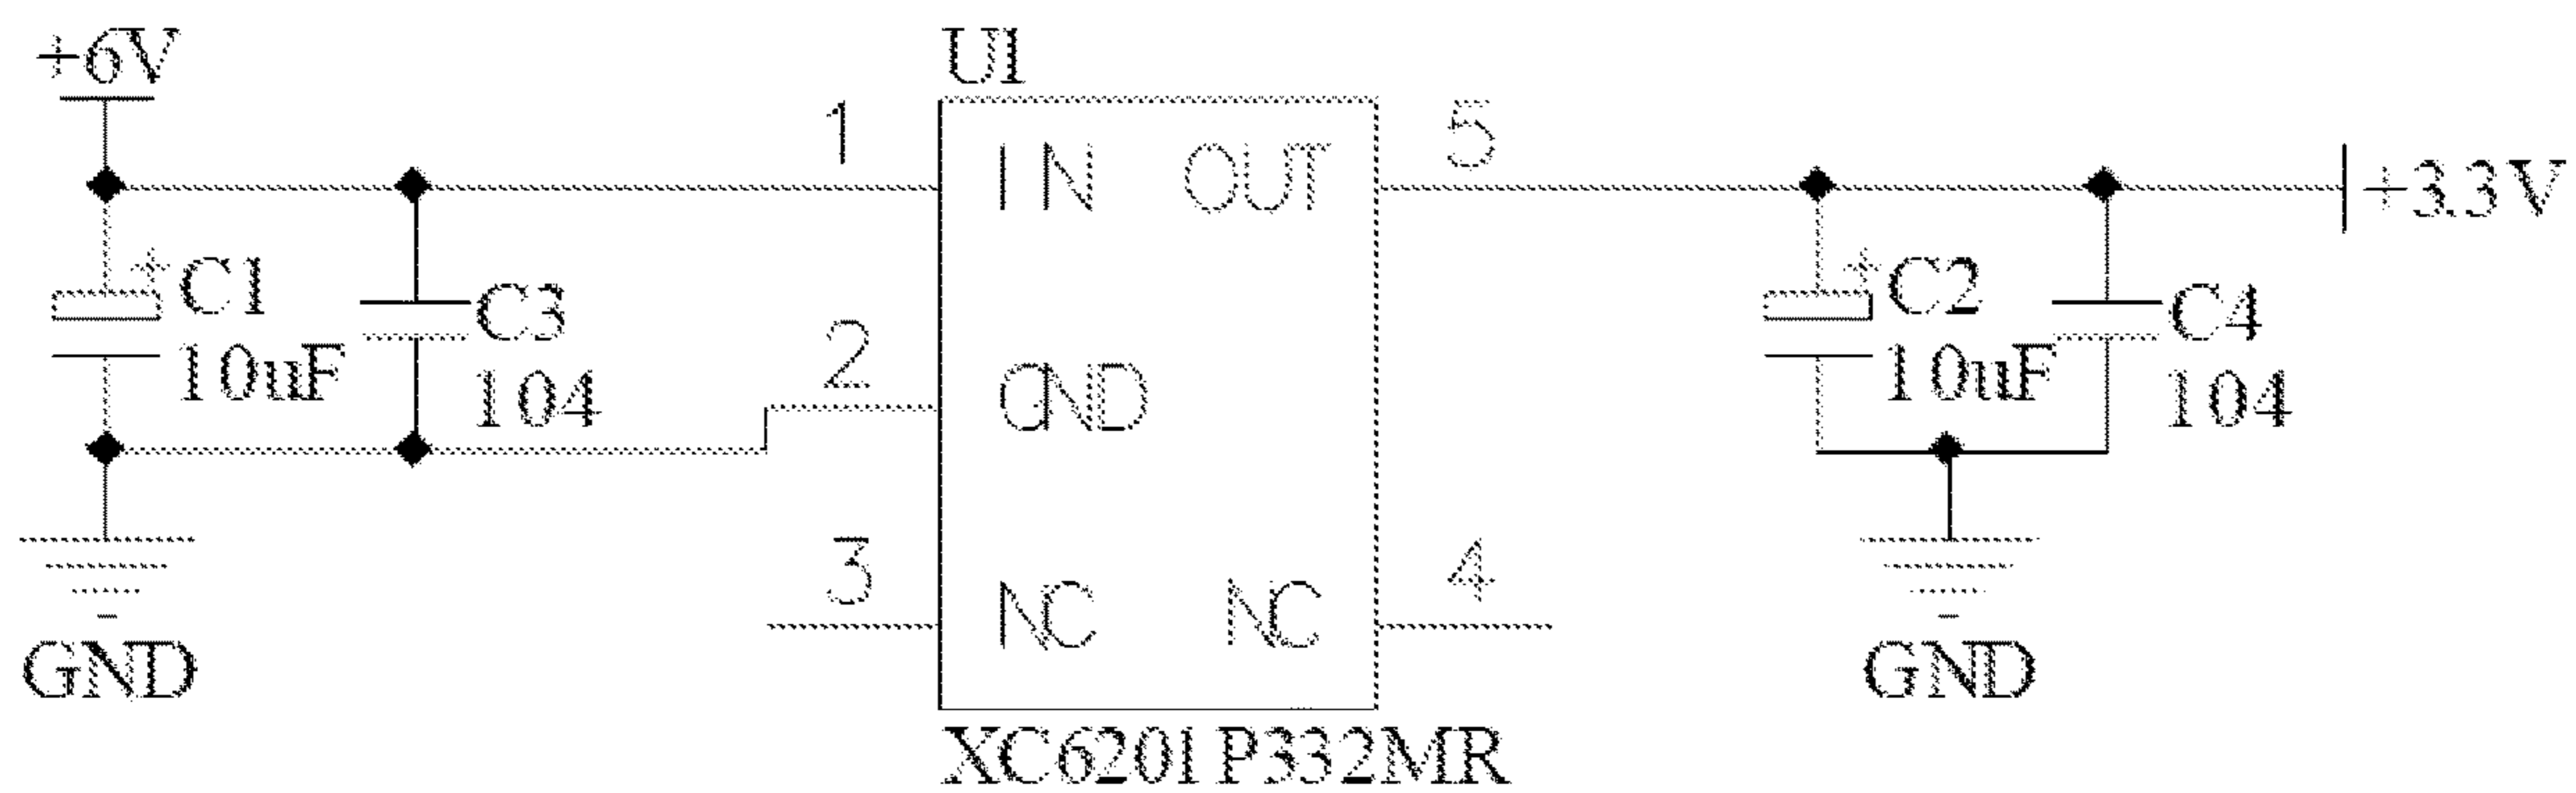 +6V
U1
1
IN
OUT
5
+3.3V
C1
10uF
C3
104
2
GND
C2
10uF
C4
104
3
NC
NC
4
GND
GND
XC6201P332MR